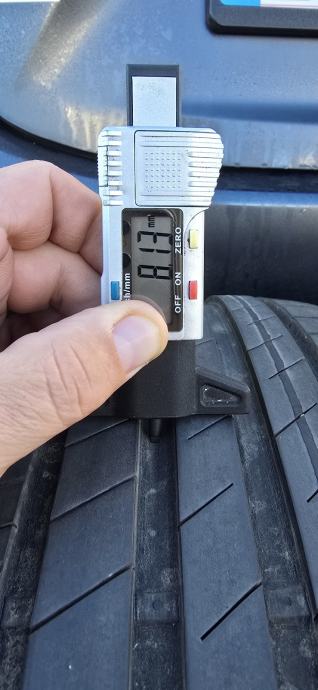 8.13 mm
ZERO
OFF ON